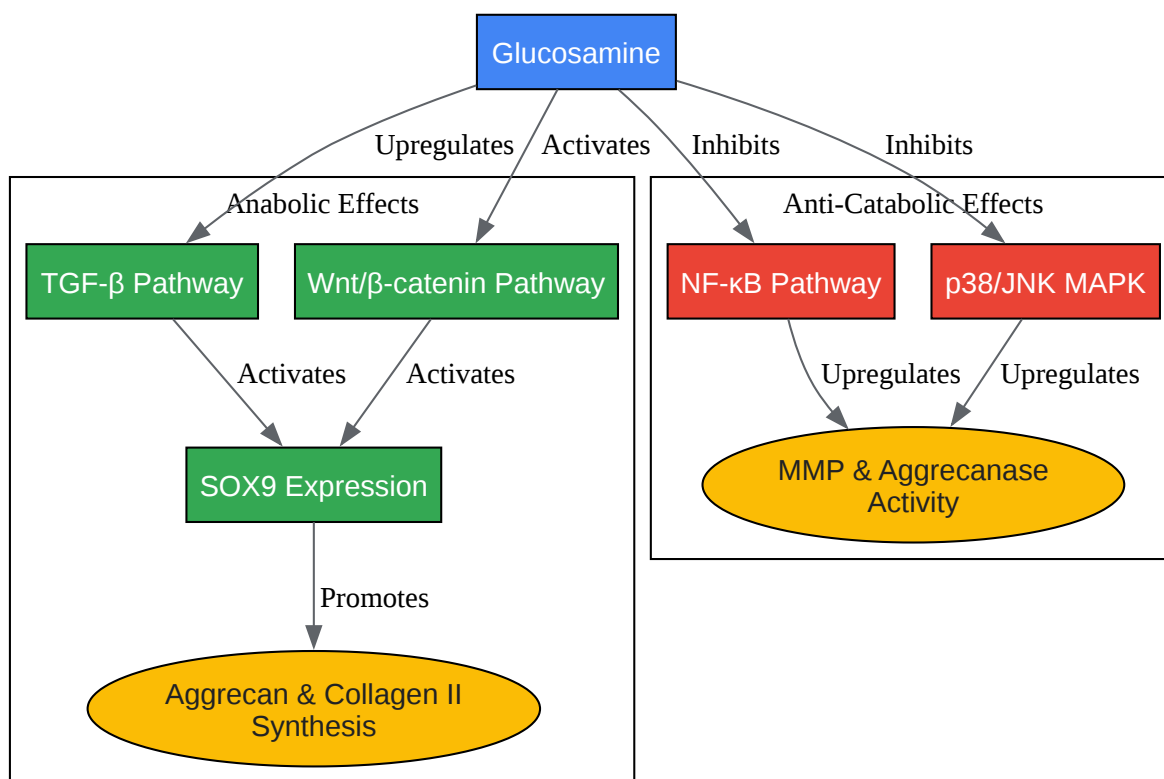 Glucosamine
Upregulates
Activates
Inhibits
Inhibits
Anabolic Effects
Anti-Catabolic Effects
TGF-β Pathway
Wnt/β-catenin Pathway
NF-κB Pathway
p38/JNK MAPK
Activates
Activates
Upregulates
Upregulates
SOX9 Expression
MMP & Aggrecanase
Activity
Promotes
Aggrecan & Collagen II
Synthesis